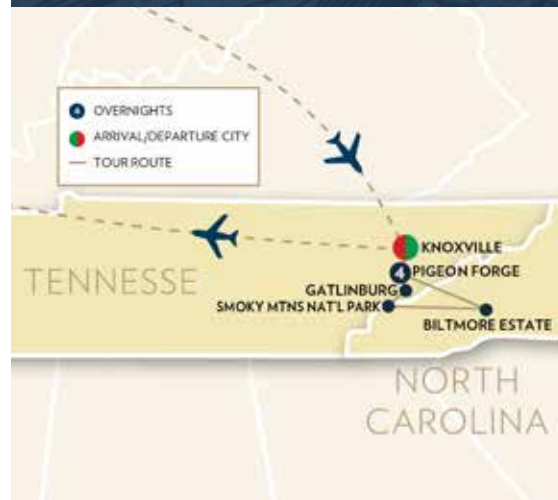 4 OVERNIGHTS
ARRIVAL/DEPARTURE CITY
TOUR ROUTE
KNOXVILLE
4 PIGEON FORGE
GATLINBURG
SMOKY MTNS NAT'L PARK
BILTMORE ESTATE
TENNESSE
NORTH
CAROLINA